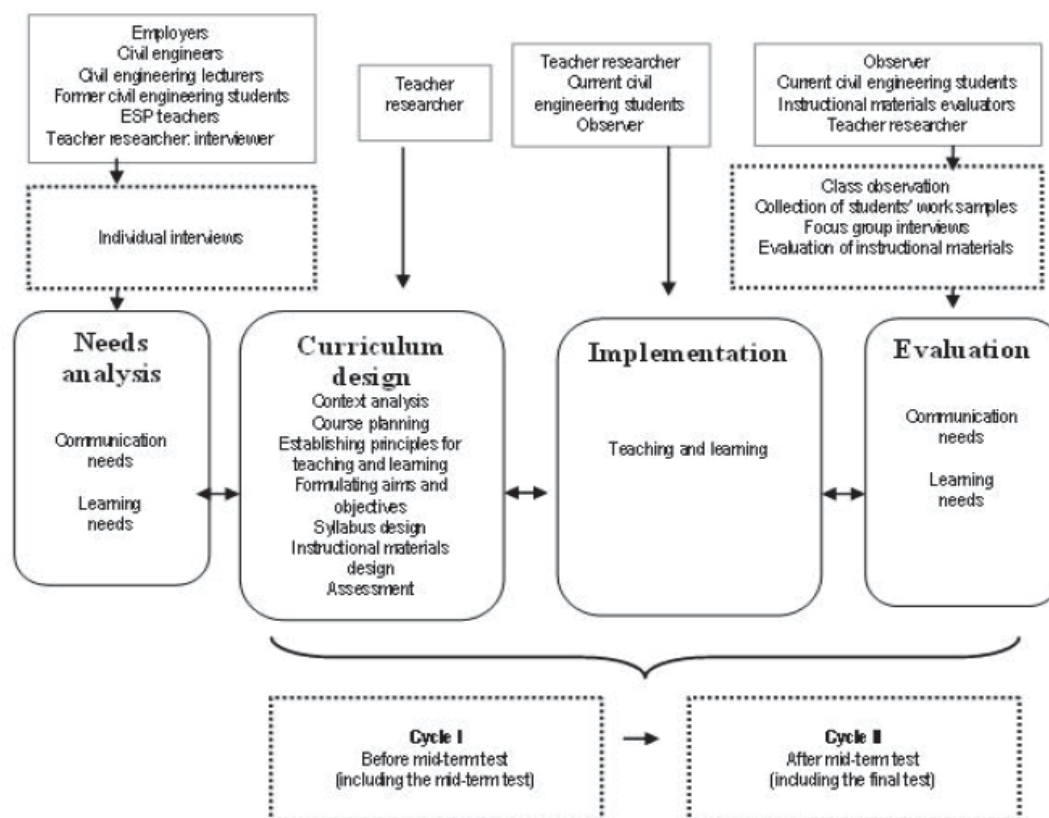 Employers
Civil engineers
Civil engineering lecturers
Former civil engineering students
ESP teachers
Teacher researcher: interviewer
Teacher
researcher
Teacher researcher
Current civil
engineering students
Observer
Observer
Current civil engineering students
Instructional materials evaluators
Teacher researcher
Individual interviews
Class observation
Collection of students' work samples
Focus group interviews
Evaluation of instructional materials
Needs
analysis
Communication
needs
Learning
needs
Curriculum
design
Context analysis
Course planning
Establishing principles for
teaching and learning
Formulating aims and
objectives
Syllabus design
Instructional materials
design
Assessment
Implementation
Teaching and learning
Evaluation
Communication
needs
Learning
needs
Cycle I
Before mid-term test
(including the mid-term test)
Cycle II
After mid-term test
(including the final test)